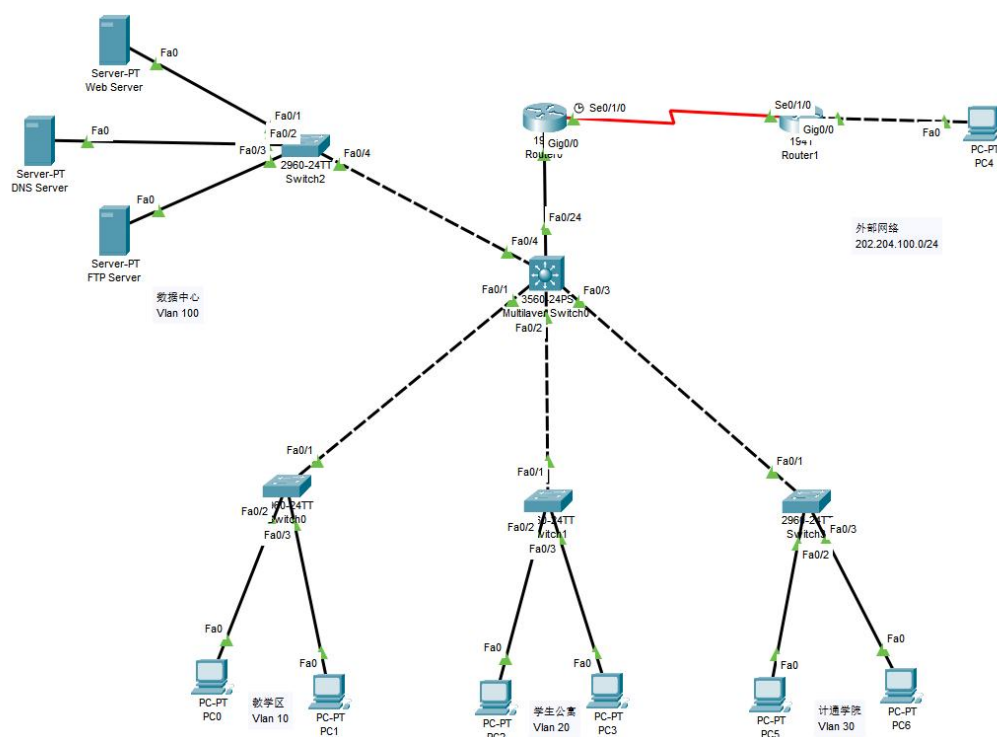 Fa0
Server-PT
Web Server
Fa0/1
Fa0/2
Fa0
Server-PT
DNS Server
Fa0/3
2960-24TT
Switch2
Fa0/4
Fa0
Server-PT
FTP Server
数据中心
Vlan 100
Se0/1/0
Gig0/0
Se0/1/0
Gig0/0
1941
Router1
Fa0
PC-PT
PC4
外部网络
202.204.100.0/24
Fa0/24
Fa0/4
Fa0/1
Fa0/3
3560-24PS
Multilayer Switch0
Fa0/2
Fa0/1
Fa0/2
Fa0/3
Fa0
PC-PT
PC0
教学区
Vlan 10
Fa0
PC-PT
PC1
Fa0/1
Fa0/2
Fa0/3
Fa0
PC-PT
学生公寓
Vlan 20
Fa0
PC-PT
PC3
Fa0/1
Fa0/3
Fa0/2
Fa0
PC-PT
PC5
计通学院
Vlan 30
Fa0
PC-PT
PC6